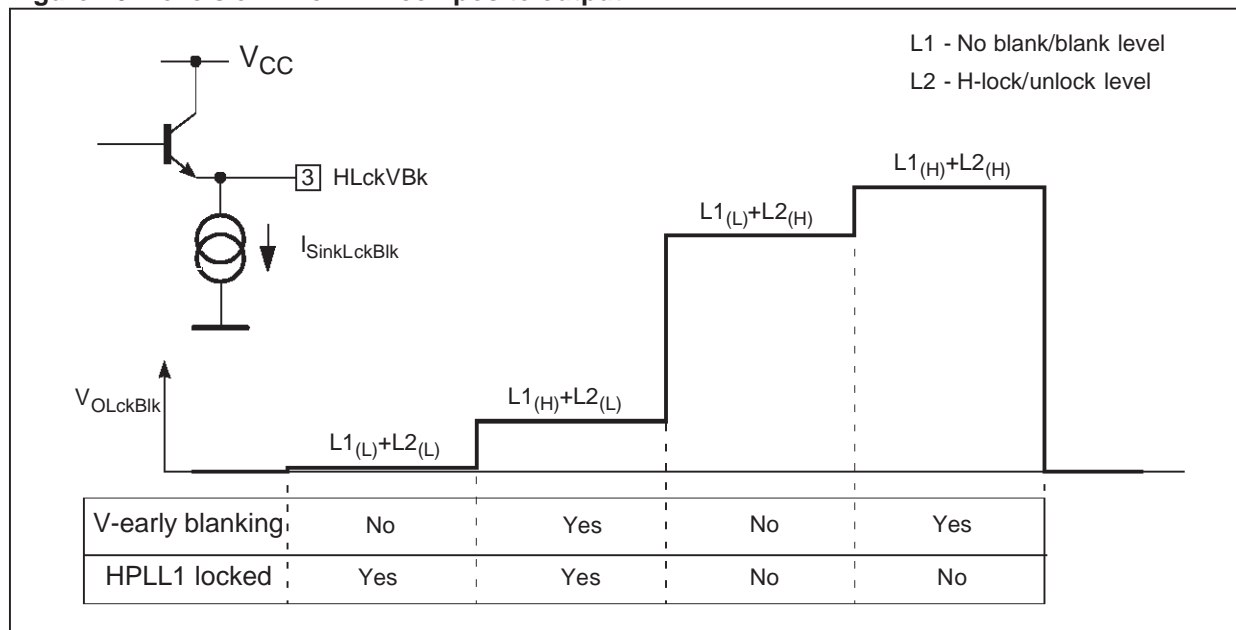 V_CC
L1 - No blank/blank level
L2 - H-lock/unlock level
3 HLckVBk
I_SinkLckBlk
V_OLckBlk
L1_(L)+L2_(L)
L1_(H)+L2_(L)
L1_(L)+L2_(H)
L1_(H)+L2_(H)
V-early blanking No Yes No Yes
HPLL1 locked Yes Yes No No